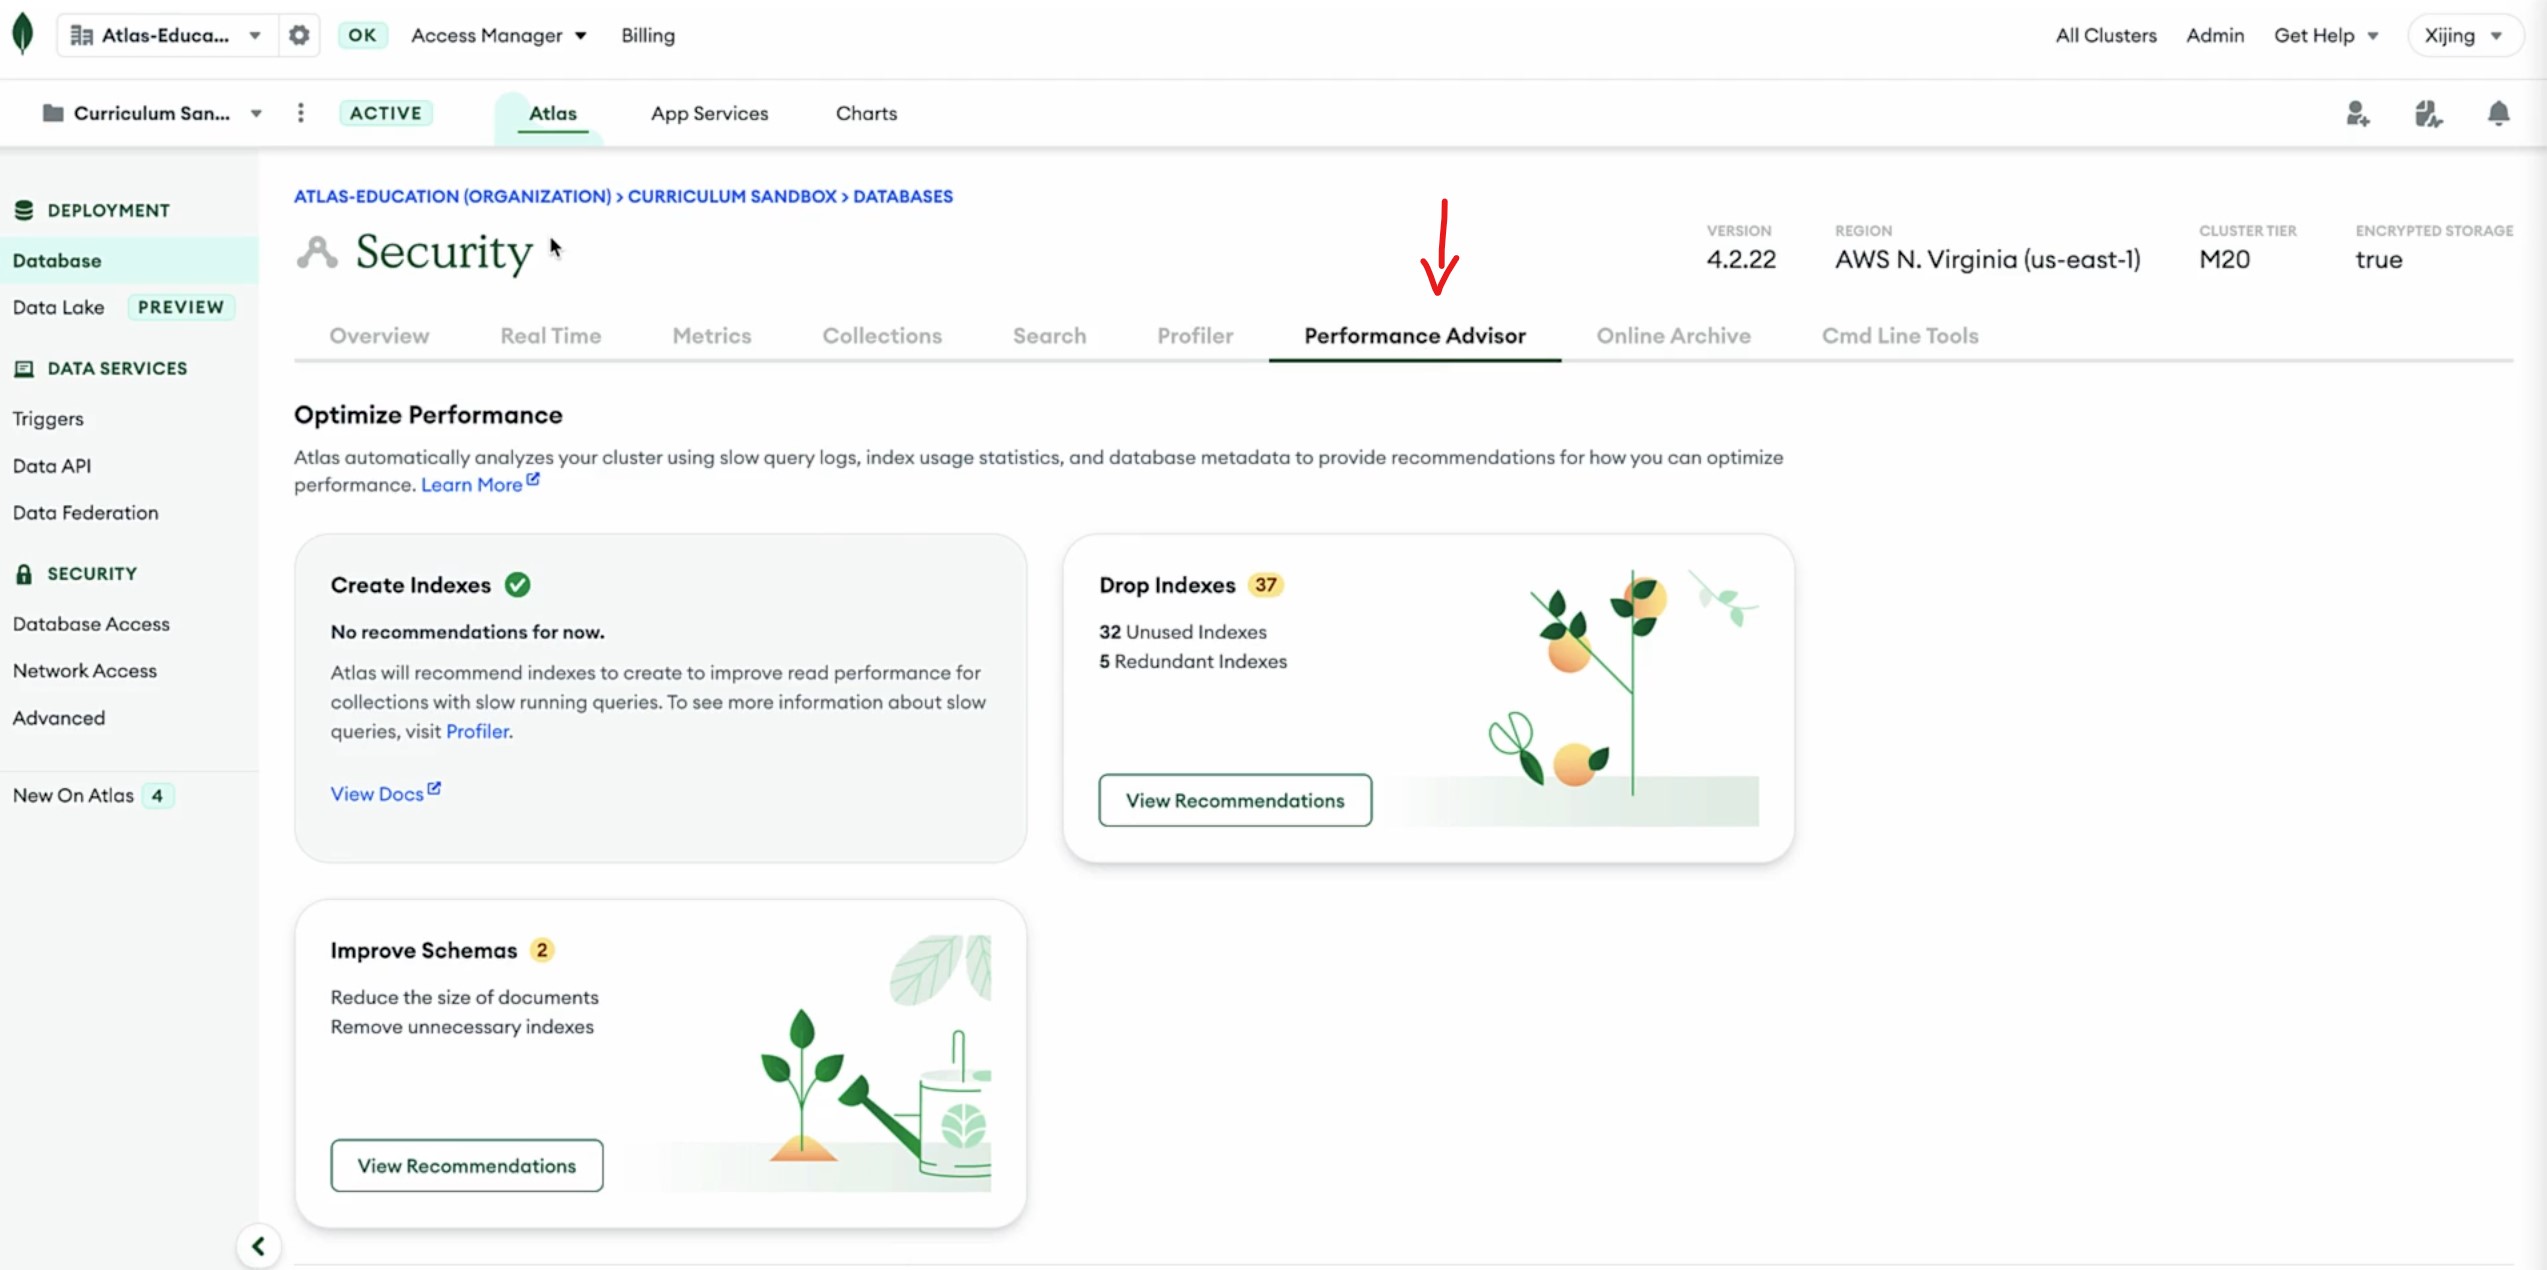 Atlas-Educa...
OK
Access Manager
Billing
All Clusters
Admin
Get Help
Xijing
Curriculum San...
ACTIVE
Atlas
App Services
Charts
DEPLOYMENT
Database
Data Lake PREVIEW
DATA SERVICES
Triggers
Data API
Data Federation
SECURITY
Database Access
Network Access
Advanced
New On Atlas 4
ATLAS-EDUCATION (ORGANIZATION) > CURRICULUM SANDBOX > DATABASES
Security
VERSION
4.2.22
REGION
AWS N. Virginia (us-east-1)
CLUSTER TIER
M20
ENCRYPTED STORAGE
true
Overview
Real Time
Metrics
Collections
Search
Profiler
Performance Advisor
Online Archive
Cmd Line Tools
Optimize Performance
Atlas automatically analyzes your cluster using slow query logs, index usage statistics, and database metadata to provide recommendations for how you can optimize
performance. Learn More
Create Indexes
No recommendations for now.
Atlas will recommend indexes to create to improve read performance for
collections with slow running queries. To see more information about slow
queries, visit Profiler.
View Docs
Drop Indexes 37
32 Unused Indexes
5 Redundant Indexes
View Recommendations
Improve Schemas 2
Reduce the size of documents
Remove unnecessary indexes
View Recommendations